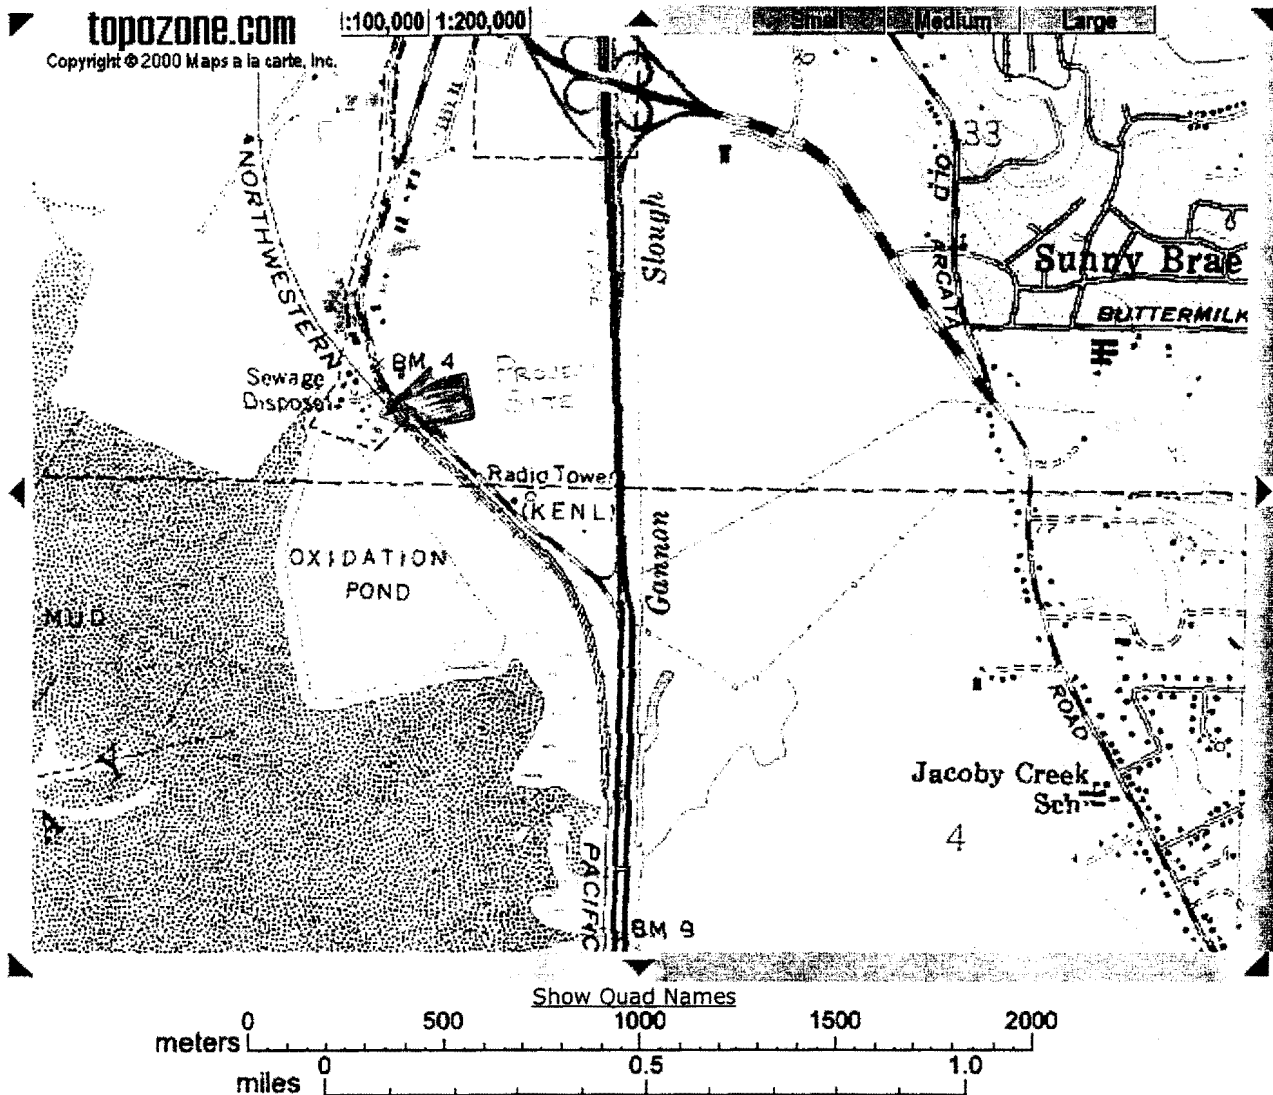 topozone.com
1:100,000 1:200,000
Small Medium Large
Copyright © 2000 Maps a la carte, Inc.
33
NORTHWESTERN
OLD ARCATA
Slough
Sunny Brae
BUTTERMILK
BM 4
Sewage
Disposal
PROJE
SITE
Radio Tower
(KENL)
OXIDATION
POND
Gannon
MUD
ROAD
Jacoby Creek
Sch
4
PACIFIC
BM 9
Show Quad Names
0 500 1000 1500 2000
meters
0 0.5 1.0
miles